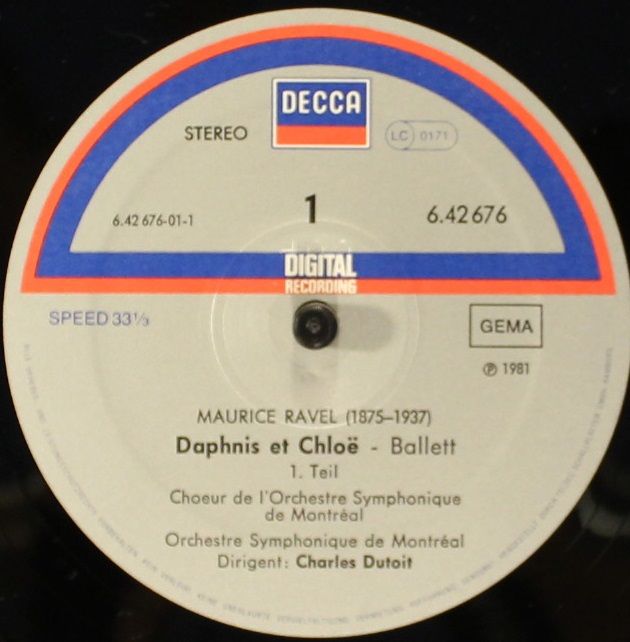 DECCA
STEREO
LC 0171
1
6.42 676-01-1
6.42676
DIGITAL
RECORDING
SPEED 33⅓
GEMA
℗ 1981
MAURICE RAVEL (1875–1937)
Daphnis et Chloë - Ballett
1. Teil
Choeur de l'Orchestre Symphonique
de Montréal
Orchestre Symphonique de Montréal
Dirigent: Charles Dutoit